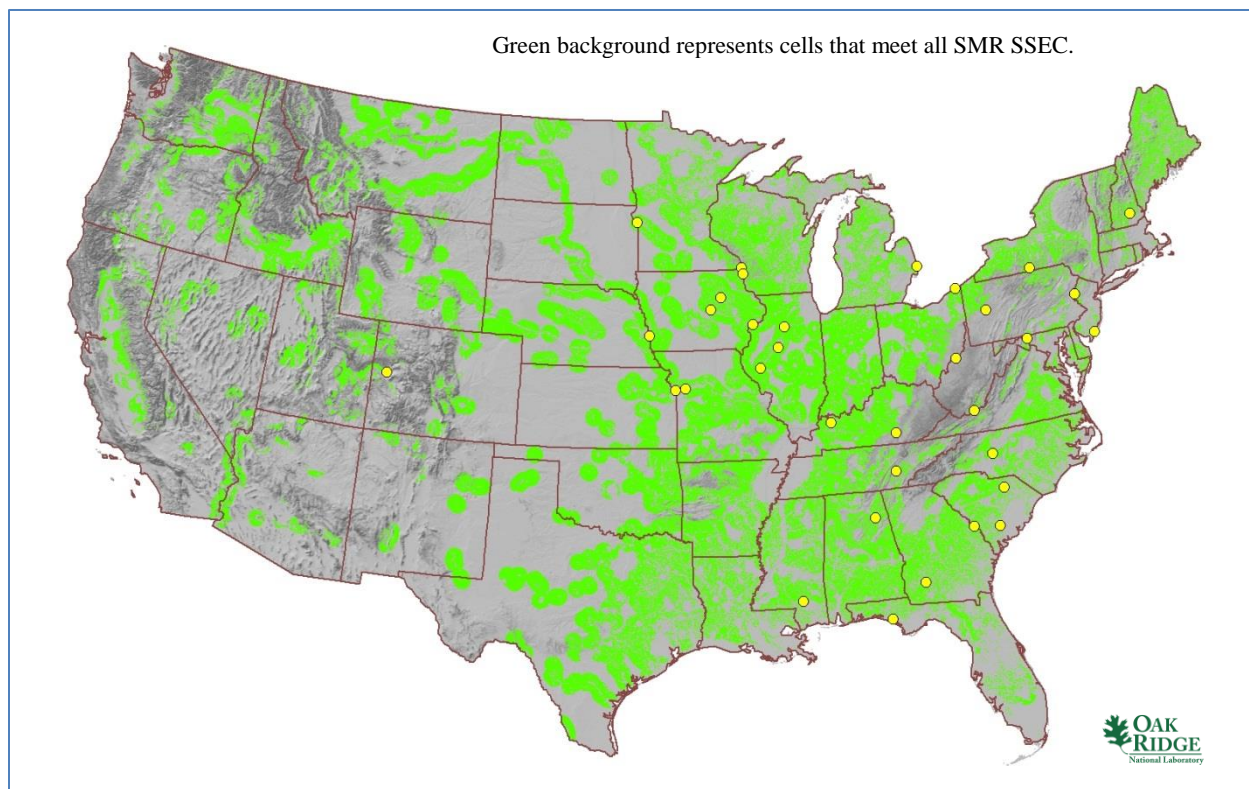 Green background represents cells that meet all SMR SSEC.
OAK
RIDGE
National Laboratory